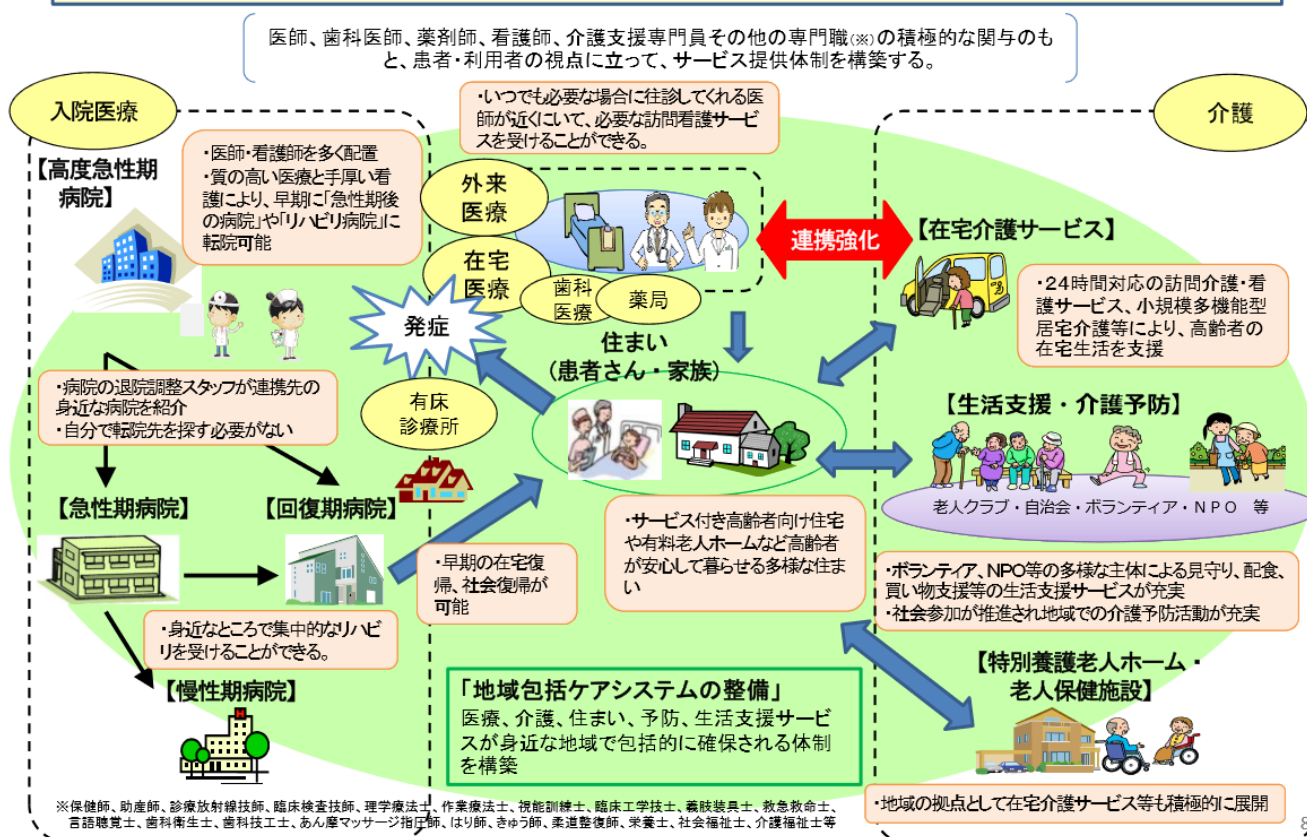 医師、歯科医師、薬剤師、看護師、介護支援専門員その他の専門職(※)の積極的な関与のも
と、患者・利用者の視点に立って、サービス提供体制を構築する。
入院医療
介護
・いつでも必要な場合に往診してくれる医
師が近くにいて、必要な訪問看護サービ
スを受けることができる。
【高度急性期
病院】
・医師・看護師を多く配置
・質の高い医療と手厚い看
護により、早期に「急性期後
の病院」や「リハビリ病院」に
転院可能
外来
医療
在宅
医療
歯科
医療
薬局
連携強化
【在宅介護サービス】
・24時間対応の訪問介護・看
護サービス、小規模多機能型
居宅介護等により、高齢者の
在宅生活を支援
発症
住まい
(患者さん・家族)
・病院の退院調整スタッフが連携先の
身近な病院を紹介
・自分で転院先を探す必要がない
有床
診療所
【生活支援・介護予防】
老人クラブ・自治会・ボランティア・NPO 等
【急性期病院】
【回復期病院】
・早期の在宅復
帰、社会復帰が
可能
・サービス付き高齢者向け住宅
や有料老人ホームなど高齢者
が安心して暮らせる多様な住ま
い
・ボランティア、NPO等の多様な主体による見守り、配食、
買い物支援等の生活支援サービスが充実
・社会参加が推進され地域での介護予防活動が充実
・身近なところで集中的なリハビ
リを受けることができる。
【慢性期病院】
「地域包括ケアシステムの整備」
医療、介護、住まい、予防、生活支援サービ
スが身近な地域で包括的に確保される体制
を構築
【特別養護老人ホーム・
老人保健施設】
・地域の拠点として在宅介護サービス等も積極的に展開
※保健師、助産師、診療放射線技師、臨床検査技師、理学療法士、作業療法士、視能訓練士、臨床工学技士、義肢装具士、救急救命士、
言語聴覚士、歯科衛生士、歯科技工士、あん摩マッサージ指圧師、はり師、きゅう師、柔道整復師、栄養士、社会福祉士、介護福祉士等
8